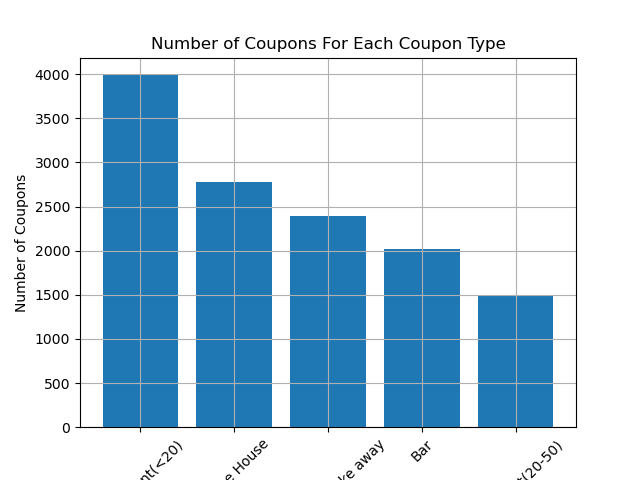 Number of Coupons For Each Coupon Type
Number of Coupons
4000
3500
3000
2500
2000
1500
1000
500
0
nt(<20)
e House
ke away
Bar
t(20-50)